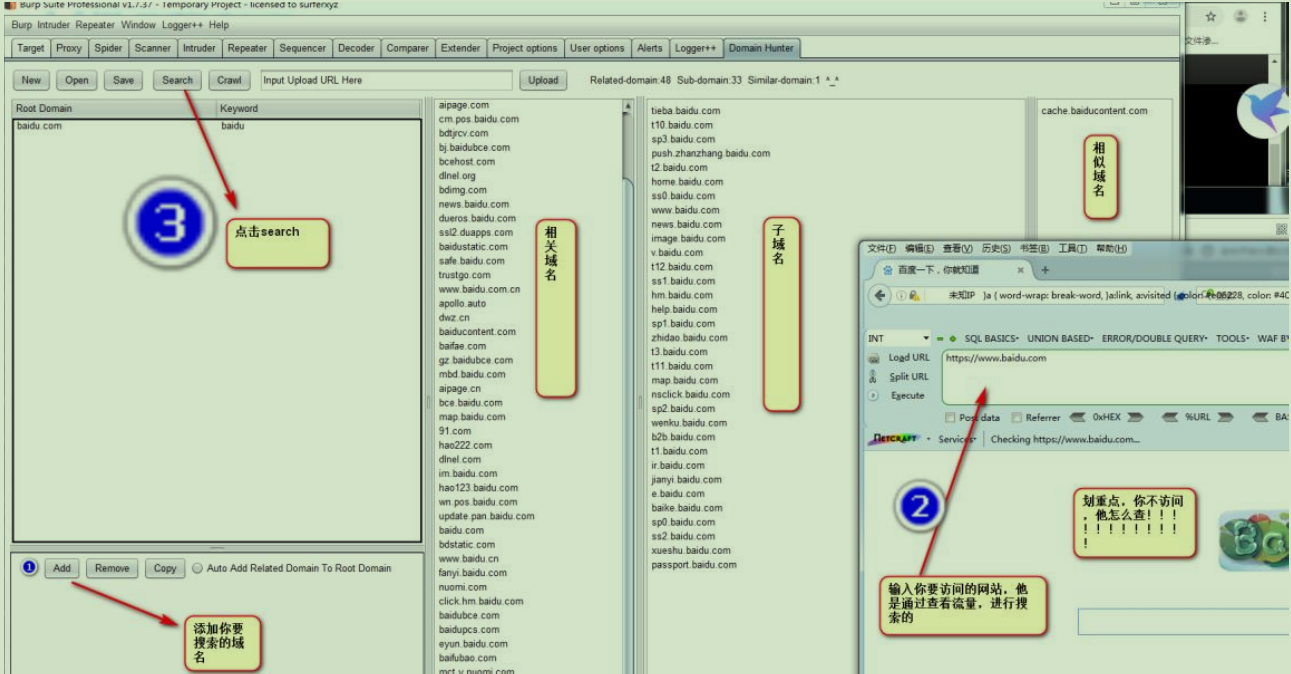 Burp Suite Professional v1.7.37 - Temporary Project - licensed to surferxyz
Burp Intruder Repeater Window Logger++ Help
Target Proxy Spider Scanner Intruder Repeater Sequencer Decoder Comparer Extender Project options User options Alerts Logger++ Domain Hunter
New Open Save Search Crawl Input Upload URL Here Upload Related-domain:48 Sub-domain:33 Similar-domain:1 ^_^
Root Domain Keyword
baidu.com baidu
3
点击search
1 Add Remove Copy Auto Add Related Domain To Root Domain
添加你要
搜索的域
名
aipage.com
cm.pos.baidu.com
bdtjrcv.com
bj.baidubce.com
bcehost.com
dlnel.org
bdimg.com
news.baidu.com
dueros.baidu.com
ssl2.duapps.com
baidustatic.com
safe.baidu.com
trustgo.com
www.baidu.com.cn
apollo.auto
dwz.cn
baiducontent.com
baifae.com
gz.baidubce.com
mbd.baidu.com
aipage.cn
bce.baidu.com
map.baidu.com
91.com
hao222.com
dlnel.com
im.baidu.com
hao123.baidu.com
wn.pos.baidu.com
update.pan.baidu.com
baidu.com
bdstatic.com
www.baidu.cn
fanyi.baidu.com
nuomi.com
click.hm.baidu.com
baidubce.com
baidupcs.com
eyun.baidu.com
baifubao.com
mct.y.nuomi.com
相
关
域
名
tieba.baidu.com
t10.baidu.com
sp3.baidu.com
push.zhanzhang.baidu.com
t2.baidu.com
home.baidu.com
ss0.baidu.com
www.baidu.com
news.baidu.com
image.baidu.com
v.baidu.com
t12.baidu.com
ss1.baidu.com
hm.baidu.com
help.baidu.com
sp1.baidu.com
zhidao.baidu.com
t3.baidu.com
t11.baidu.com
map.baidu.com
nsclick.baidu.com
sp2.baidu.com
wenku.baidu.com
b2b.baidu.com
t1.baidu.com
ir.baidu.com
jianyi.baidu.com
e.baidu.com
baike.baidu.com
sp0.baidu.com
ss2.baidu.com
xueshu.baidu.com
passport.baidu.com
子
域
名
cache.baiducontent.com
相
似
域
名
文件(F) 编辑(E) 查看(V) 历史(S) 书签(B) 工具(T) 帮助(H)
百度一下，你就知道 × +
未知IP }a { word-wrap: break-word, }a:link, a:visited { color: #40
INT SQL BASICS UNION BASED ERROR/DOUBLE QUERY TOOLS WAF BY
Load URL https://www.baidu.com
Split URL
Execute
Post data Referrer 0xHEX %URL BA
NETCRAFT Services Checking https://www.baidu.com...
2
划重点，你不访问
，他怎么查！！！
！！！！！！！！
！
输入你要访问的网站，他
是通过查看流量，进行搜
索的